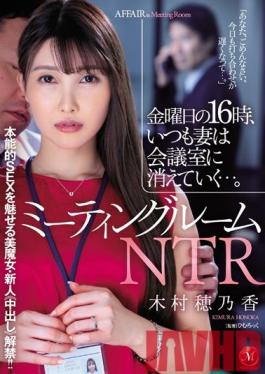 AFFAIR in Meeting Room
「あなた、ごめんなさい、
今日も打ち合わせが
遅くなって…。」
金曜日の16時、
いつも妻は
会議室に
消えていく‥。
本能的SEXを魅せる美魔女・新人
中出し解禁!!
ミーティングルーム
NTR
木村穂乃香
KIMURA HONOKA